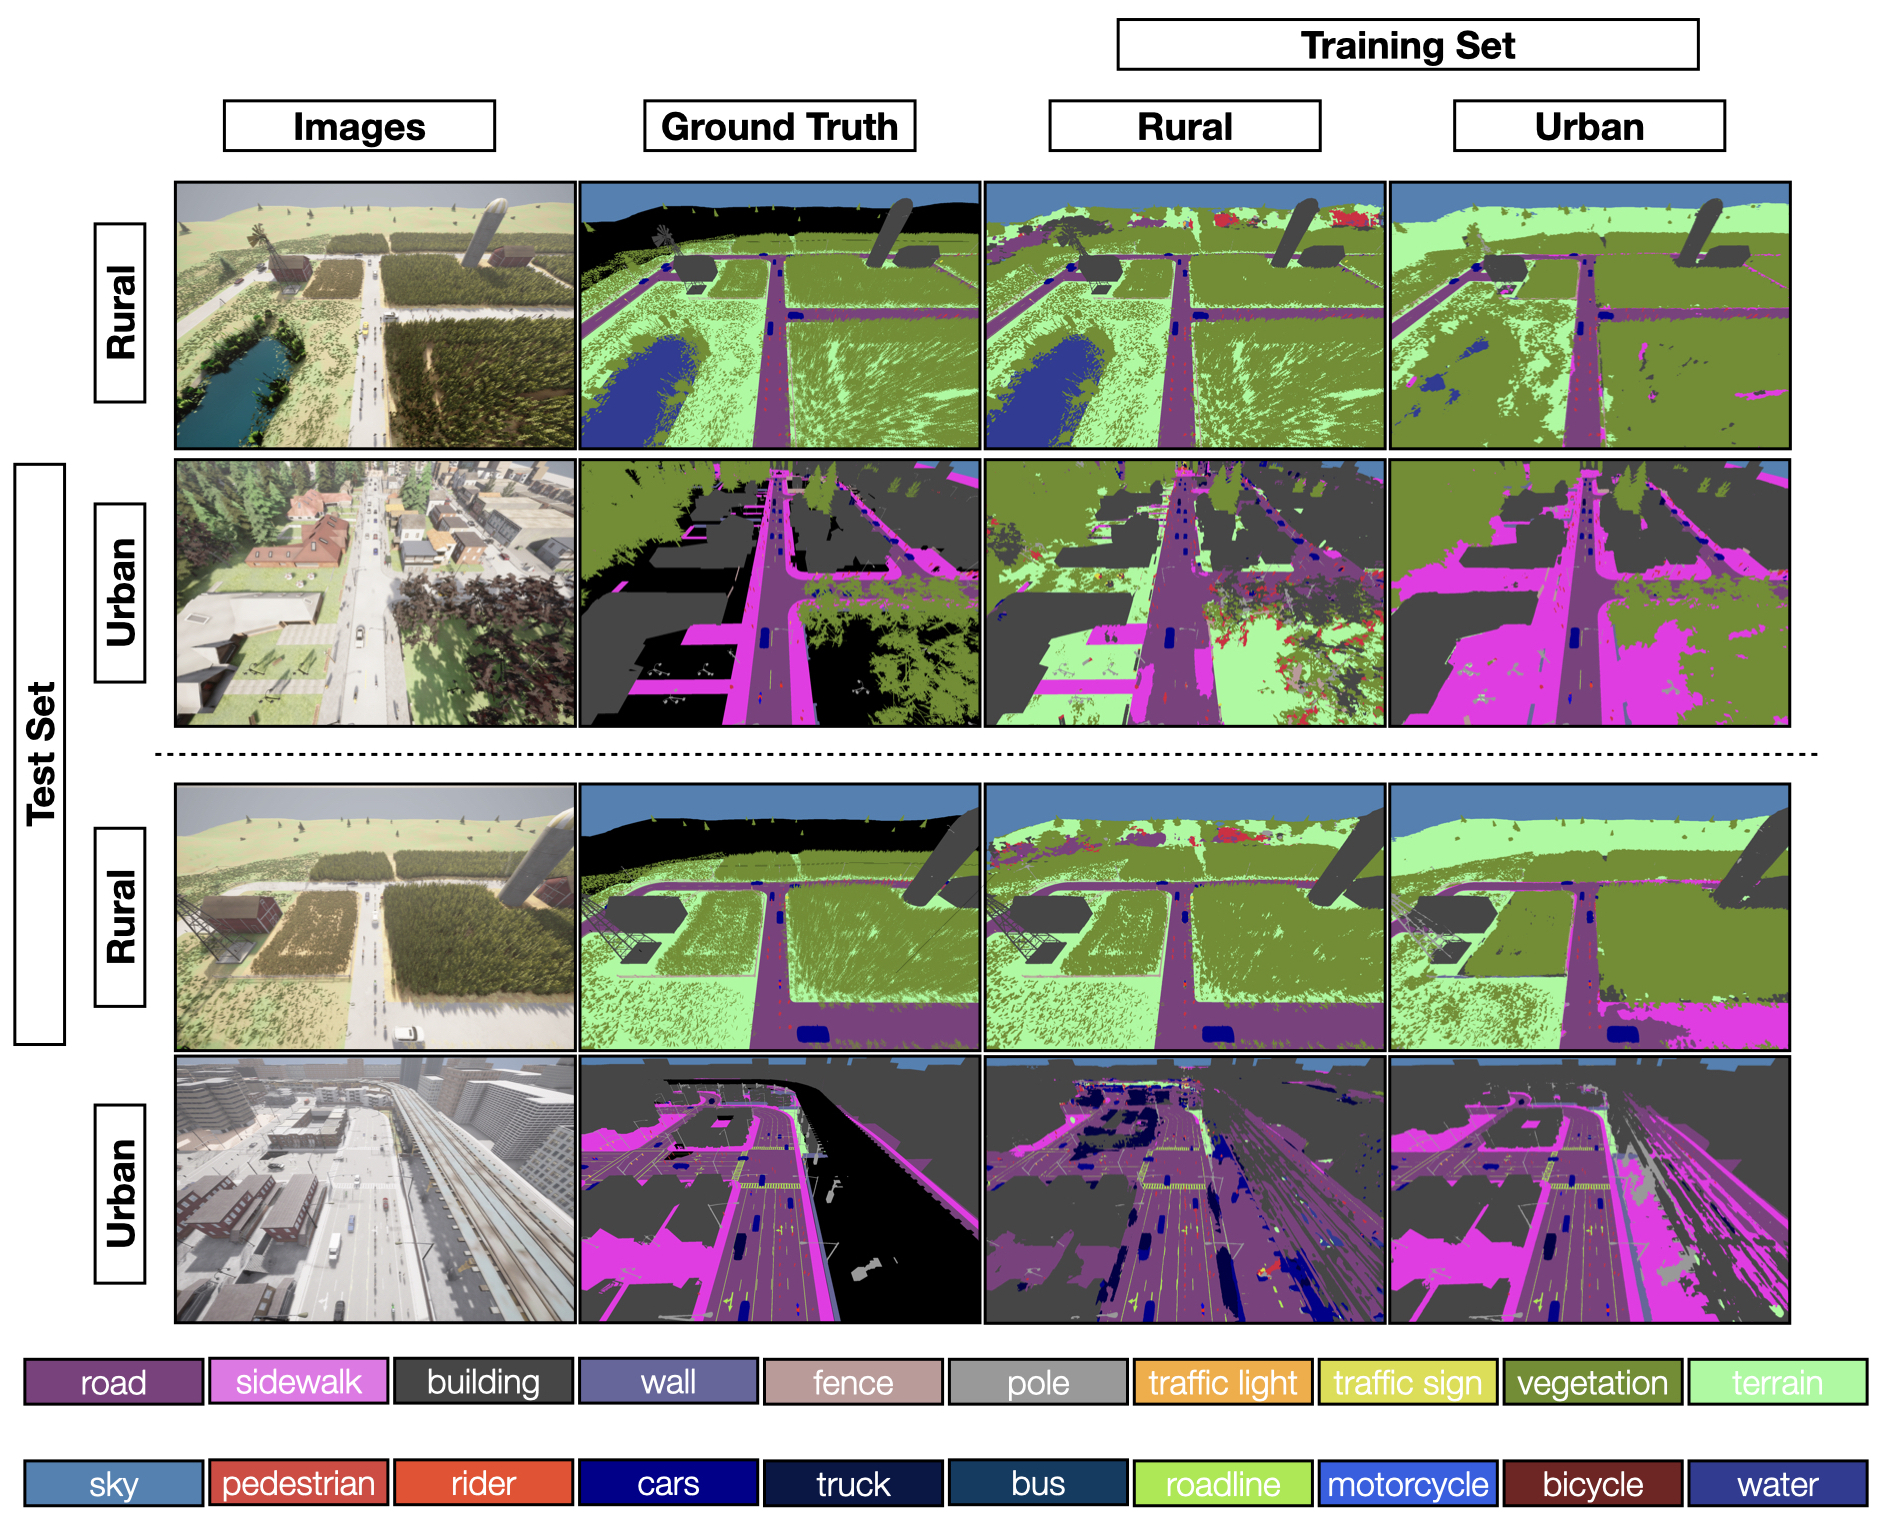 Training Set
Images
Ground Truth
Rural
Urban
Test Set
Rural
Urban
Rural
Urban
road
sidewalk
building
wall
fence
pole
traffic light
traffic sign
vegetation
terrain
sky
pedestrian
rider
cars
truck
bus
roadline
motorcycle
bicycle
water